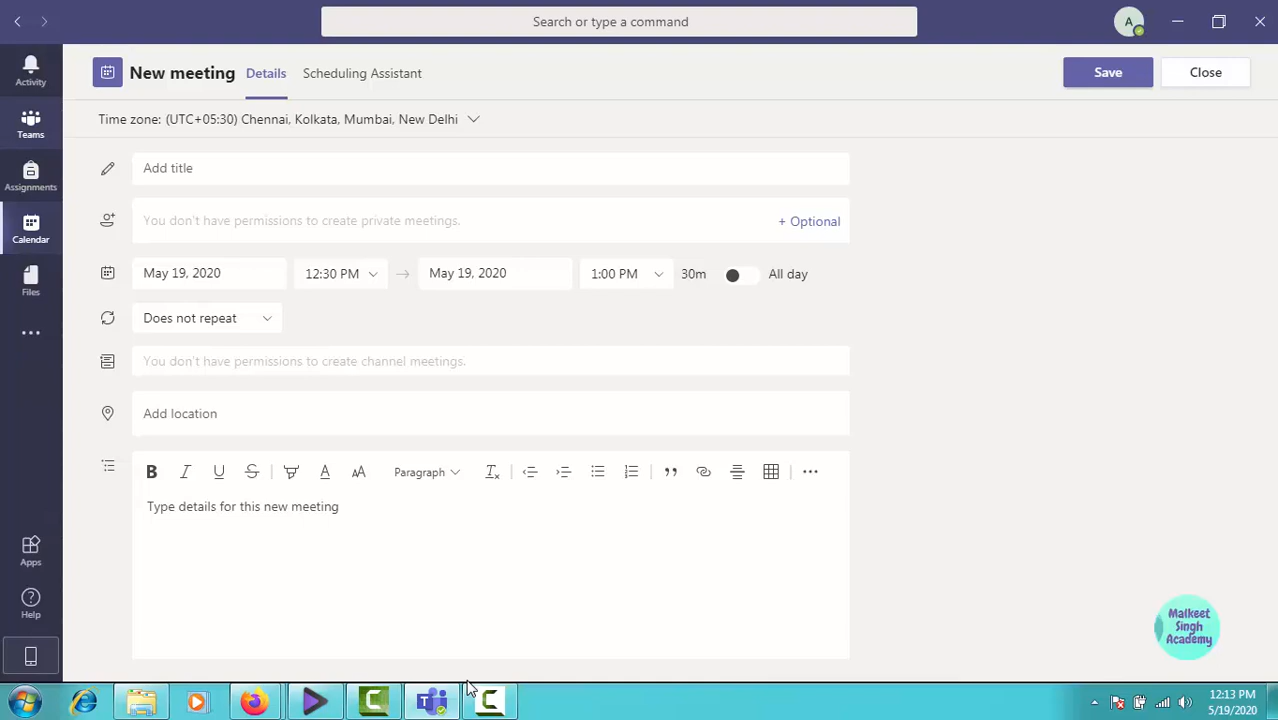 Search or type a command
A
Activity
Teams
Assignments
Calendar
Files
Apps
Help
New meeting Details Scheduling Assistant
Save Close
Time zone: (UTC+05:30) Chennai, Kolkata, Mumbai, New Delhi
Add title
You don't have permissions to create private meetings. + Optional
May 19, 2020 12:30 PM → May 19, 2020 1:00 PM 30m All day
Does not repeat
You don't have permissions to create channel meetings.
Add location
B I U S A AA Paragraph
Type details for this new meeting
Malkeet
Singh
Academy
12:13 PM
5/19/2020